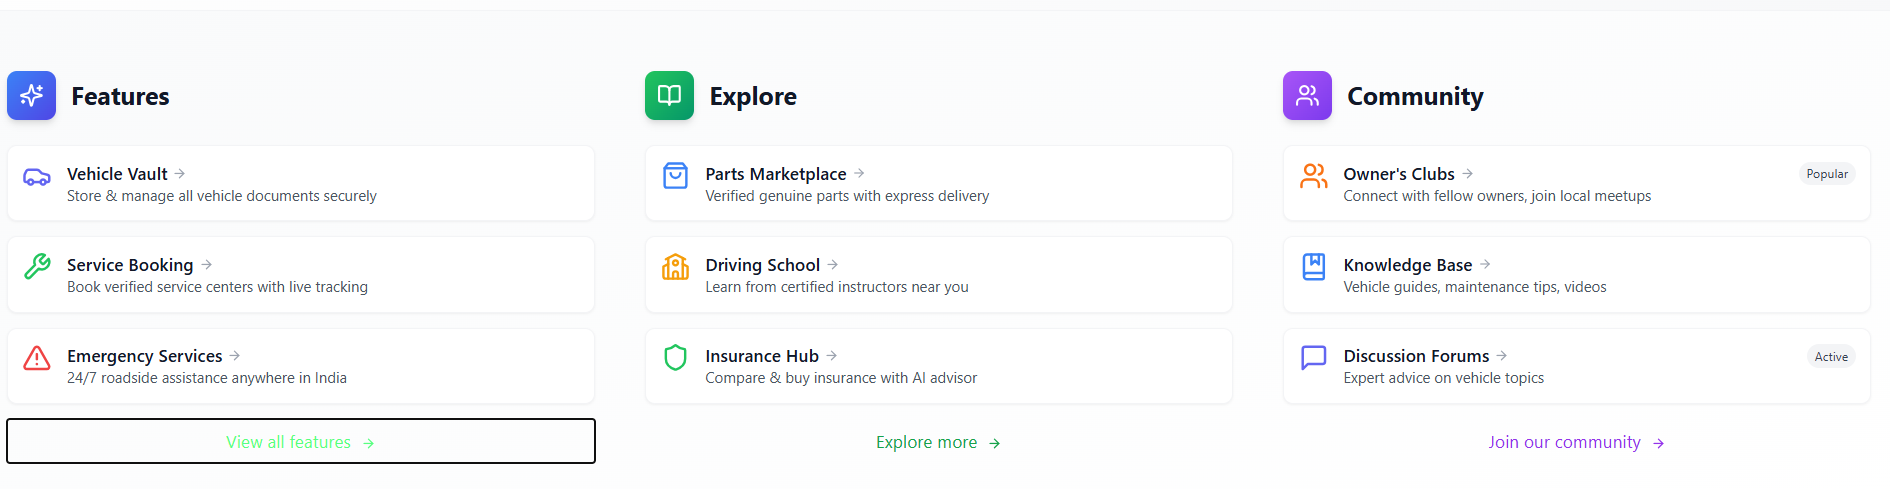 Features
Vehicle Vault →
Store & manage all vehicle documents securely
Service Booking →
Book verified service centers with live tracking
Emergency Services →
24/7 roadside assistance anywhere in India
View all features →
Explore
Parts Marketplace →
Verified genuine parts with express delivery
Driving School →
Learn from certified instructors near you
Insurance Hub →
Compare & buy insurance with AI advisor
Explore more →
Community
Owner's Clubs →
Popular
Connect with fellow owners, join local meetups
Knowledge Base →
Vehicle guides, maintenance tips, videos
Discussion Forums →
Active
Expert advice on vehicle topics
Join our community →